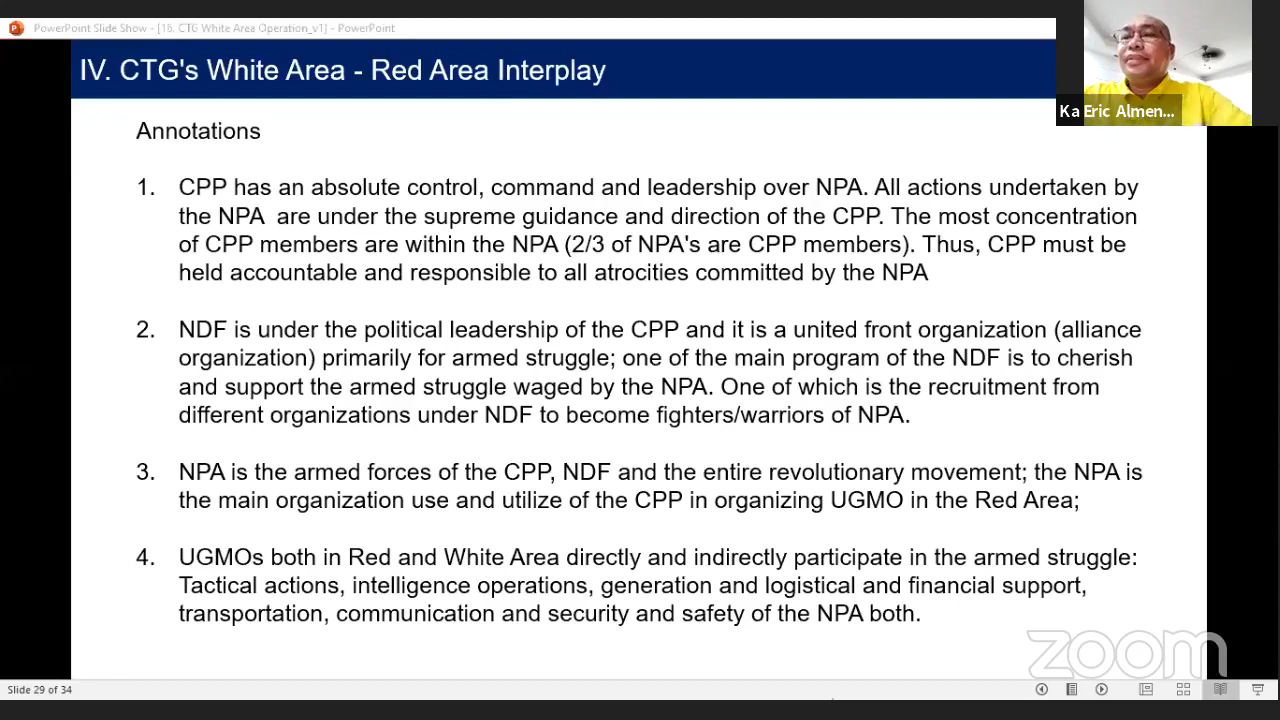 PowerPoint Slide Show - [16. CTG White Area Operation_v1] - PowerPoint
IV. CTG's White Area - Red Area Interplay
Ka Eric Almen...
Annotations
1. CPP has an absolute control, command and leadership over NPA. All actions undertaken by
the NPA are under the supreme guidance and direction of the CPP. The most concentration
of CPP members are within the NPA (2/3 of NPA's are CPP members). Thus, CPP must be
held accountable and responsible to all atrocities committed by the NPA
2. NDF is under the political leadership of the CPP and it is a united front organization (alliance
organization) primarily for armed struggle; one of the main program of the NDF is to cherish
and support the armed struggle waged by the NPA. One of which is the recruitment from
different organizations under NDF to become fighters/warriors of NPA.
3. NPA is the armed forces of the CPP, NDF and the entire revolutionary movement; the NPA is
the main organization use and utilize of the CPP in organizing UGMO in the Red Area;
4. UGMOs both in Red and White Area directly and indirectly participate in the armed struggle:
Tactical actions, intelligence operations, generation and logistical and financial support,
transportation, communication and security and safety of the NPA both.
zoom
Slide 29 of 34